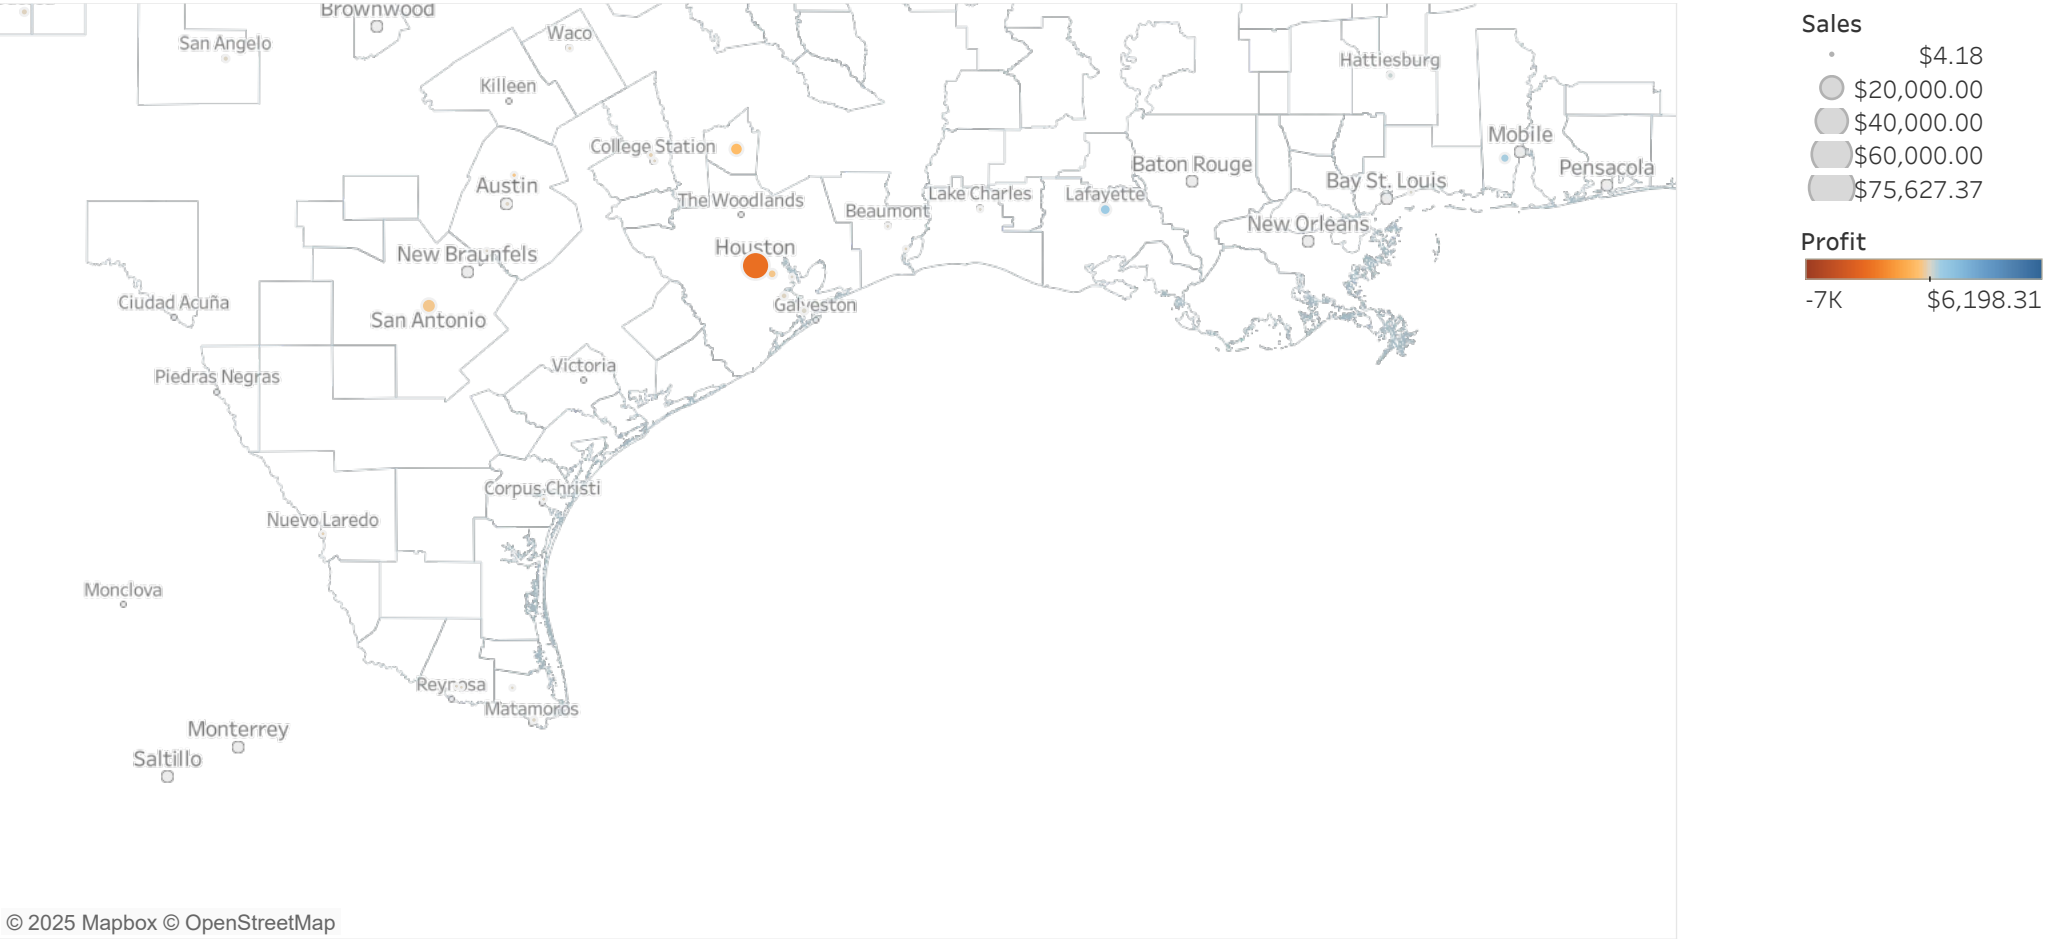 Brownwood
San Angelo
Waco
Killeen
Hattiesburg
College Station
Mobile
Baton Rouge
Pensacola
Austin
Bay St. Louis
The Woodlands
Lake Charles
Lafayette
Beaumont
New Orleans
Houston
New Braunfels
Ciudad Acuña
Galveston
San Antonio
Victoria
Piedras Negras
Corpus Christi
Nuevo Laredo
Monclova
Reynosa
Matamoros
Monterrey
Saltillo
© 2025 Mapbox © OpenStreetMap
Sales
$4.18
$20,000.00
$40,000.00
$60,000.00
$75,627.37
Profit
-7K $6,198.31